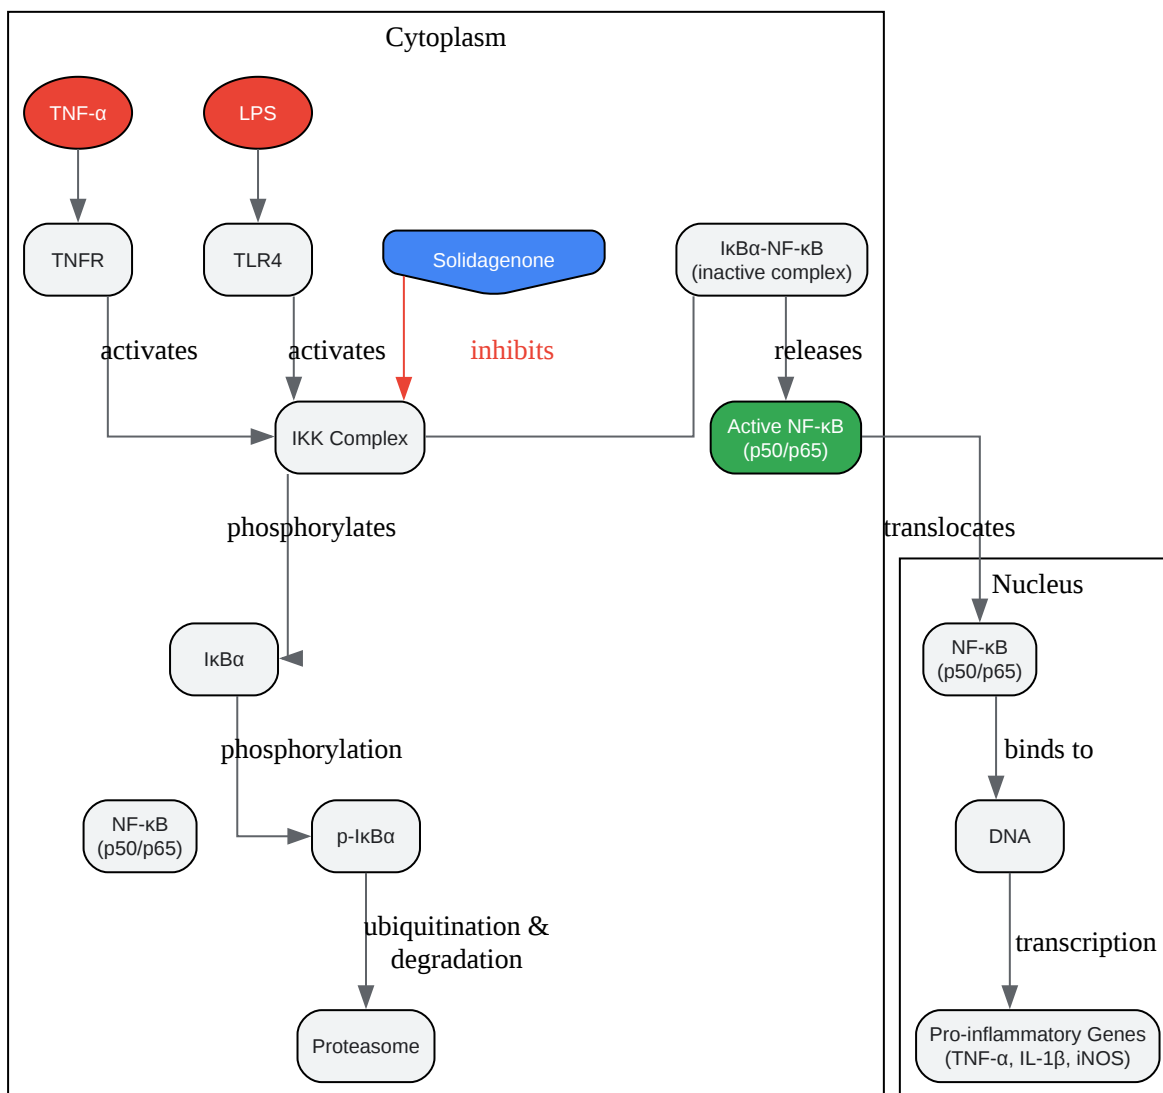 Cytoplasm
TNF-α
LPS
TNFR
TLR4
Solidagenone
IκBα-NF-κB
(inactive complex)
activates
activates
inhibits
releases
IKK Complex
Active NF-κB
(p50/p65)
phosphorylates
translocates
Nucleus
IκBα
NF-κB
(p50/p65)
phosphorylation
binds to
NF-κB
(p50/p65)
p-IκBα
DNA
ubiquitination &
degradation
transcription
Proteasome
Pro-inflammatory Genes
(TNF-α, IL-1β, iNOS)